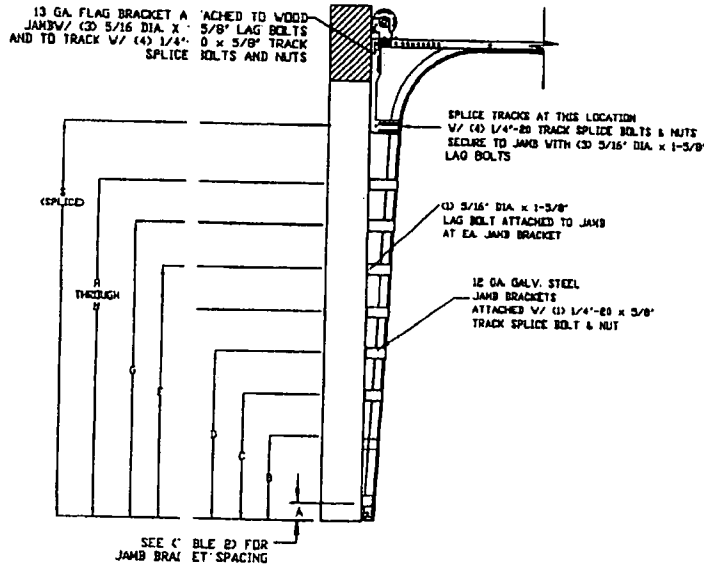 13 GA. FLAG BRACKET A ACHED TO WOOD
JAMBW/ (3) 5/16 DIA. X 5/8" LAG BOLTS
AND TO TRACK W/ (4) 1/4"- 0 x 5/8" TRACK
SPLICE BOLTS AND NUTS
SPLICE TRACKS AT THIS LOCATION
W/ (4) 1/4"-20 TRACK SPLICE BOLTS & NUTS
SECURE TO JAMB WITH (3) 5/16" DIA. x 1-5/8"
LAG BOLTS
(SPLICE)
(1) 5/16" DIA. x 1-5/8"
LAG BOLT ATTACHED TO JAMB
AT EA. JAMB BRACKET
THROUGH
H
12 GA. GALV. STEEL
JAMB BRACKETS
ATTACHED W/ (1) 1/4"-20 x 5/8"
TRACK SPLICE BOLT & NUT
G
D
C
B
A
SEE ( BLE 2) FOR
JAMB BRAC ET SPACING